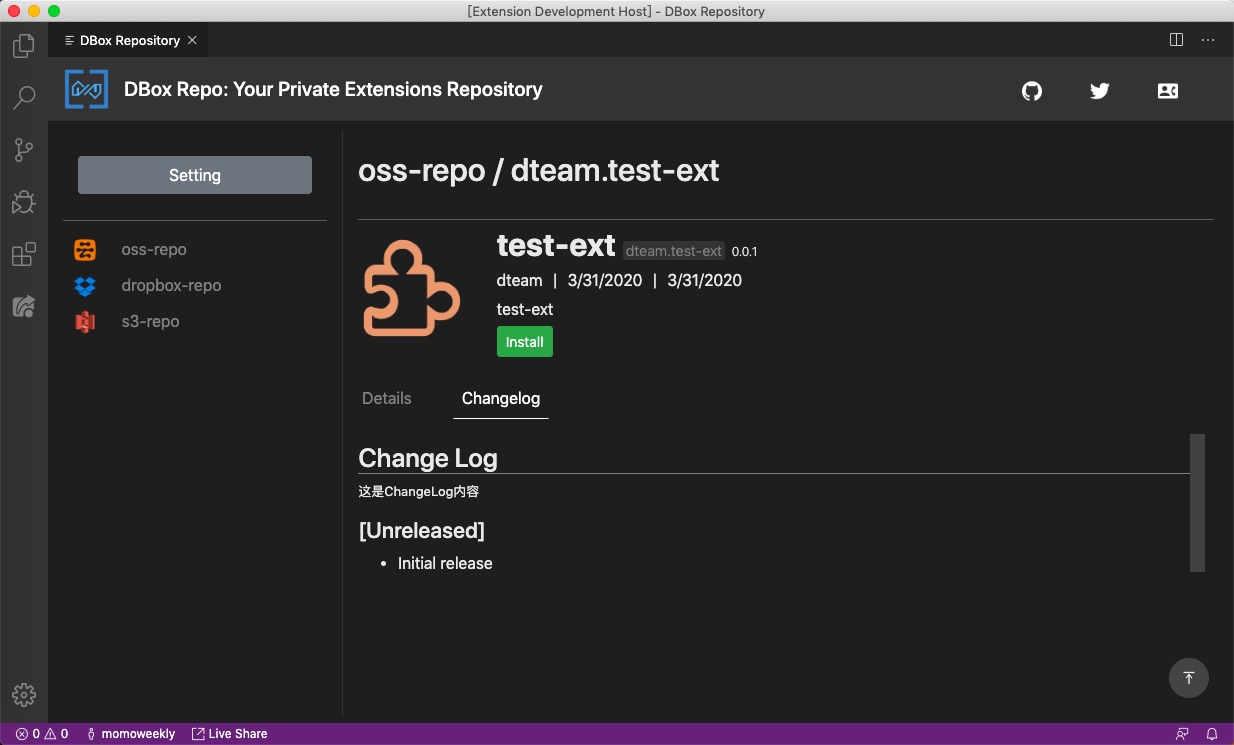 [Extension Development Host] - DBox Repository
DBox Repository
DBox Repo: Your Private Extensions Repository
Setting
oss-repo
dropbox-repo
s3-repo
oss-repo / dteam.test-ext
test-ext dteam.test-ext 0.0.1
dteam | 3/31/2020 | 3/31/2020
test-ext
Install
Details Changelog
Change Log
这是ChangeLog内容
[Unreleased]
• Initial release
0 0 momoweekly Live Share